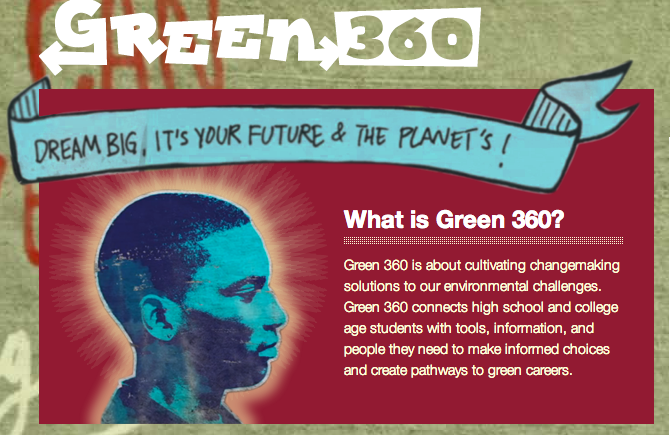 GREEN 360
DREAM BIG, IT'S YOUR FUTURE & THE PLANET'S!
What is Green 360?
Green 360 is about cultivating changemaking
solutions to our environmental challenges.
Green 360 connects high school and college
age students with tools, information, and
people they need to make informed choices
and create pathways to green careers.